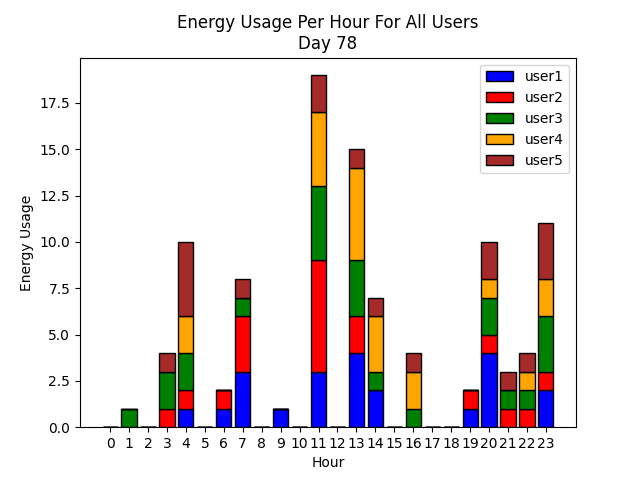 Energy Usage Per Hour For All Users
Day 78
user1
user2
user3
user4
user5
17.5
15.0
12.5
10.0
7.5
5.0
2.5
0.0
Energy Usage
0 1 2 3 4 5 6 7 8 9 10 11 12 13 14 15 16 17 18 19 20 21 22 23
Hour